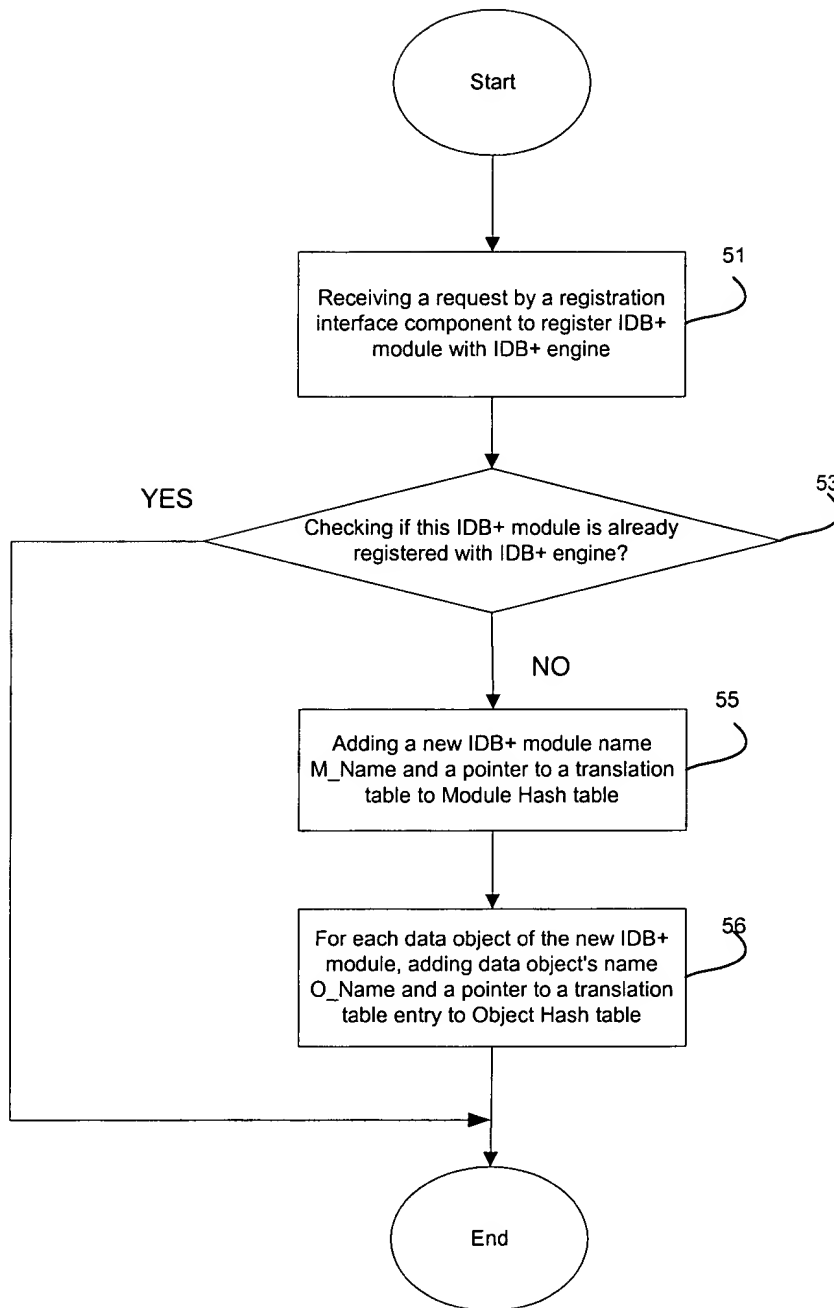 Start
51
Receiving a request by a registration
interface component to register IDB+
module with IDB+ engine
53
YES
Checking if this IDB+ module is already
registered with IDB+ engine?
NO
55
Adding a new IDB+ module name
M_Name and a pointer to a translation
table to Module Hash table
56
For each data object of the new IDB+
module, adding data object's name
O_Name and a pointer to a translation
table entry to Object Hash table
End